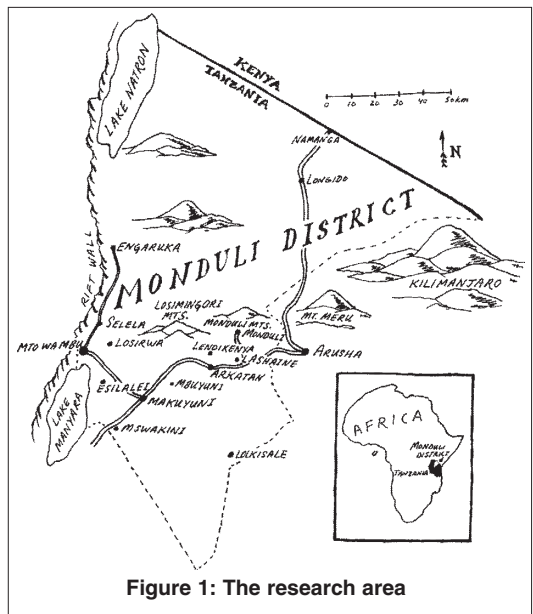 KENYA
TANZANIA
LAKE NATRON
0 10 20 30 40 50km
NAMANGA
N
LONGIDO
MONDULI DISTRICT
ENGARUKA
RIFT WALL
KILIMANJARO
LOSIMINGORI
MTS.
MONDULI MTS.
MT. MERU
SELELA
MONDULI
MTO WA MBU
LOSIRWA
LENDIKENYA
LASHAINE
ARUSHA
ARKATAN
ESILALEI
MBUYUNI
LAKE
MANYARA
MAKUYUNI
MSWAKINI
LOLKISALE
AFRICA
MONDULI
DISTRICT
TANZANIA
Figure 1: The research area